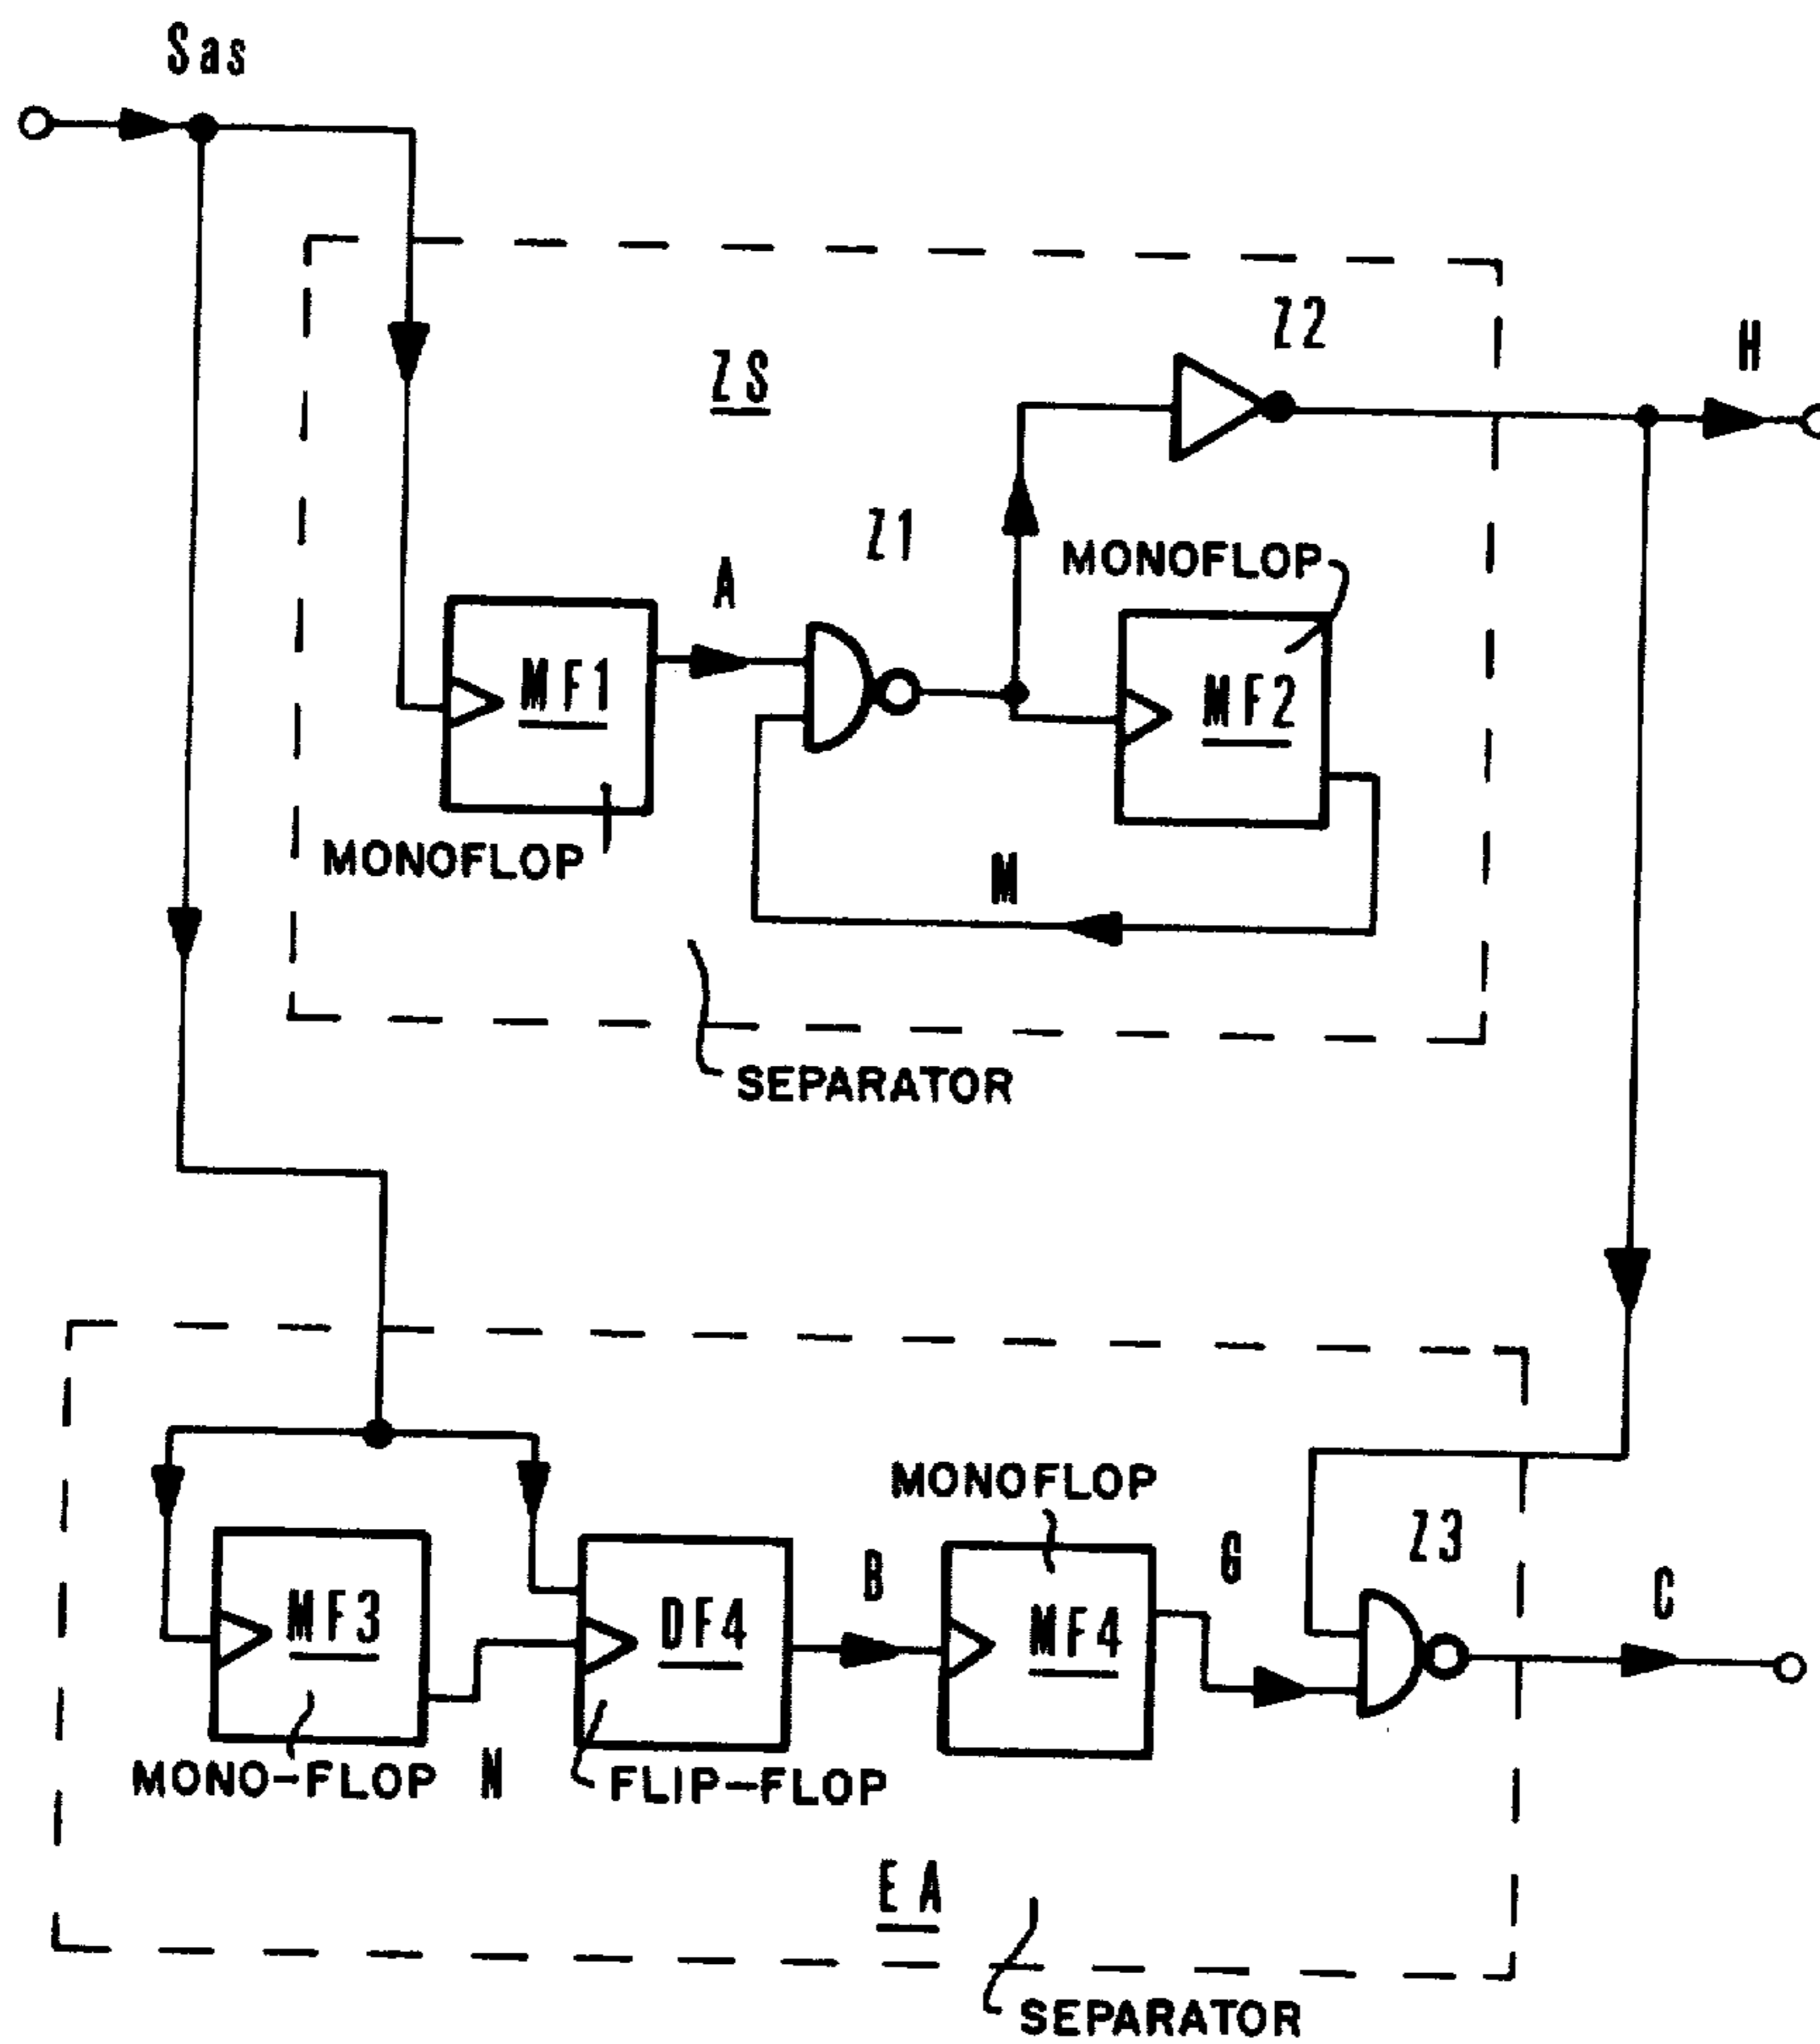 Sas
Z2
H
ZS
Z1
MONOFLOP
A
MF1
MF2
MONOFLOP
M
SEPARATOR
MONOFLOP
Z3
G
B
C
MF3
DF4
MF4
MONO-FLOP
N
FLIP-FLOP
EA
SEPARATOR